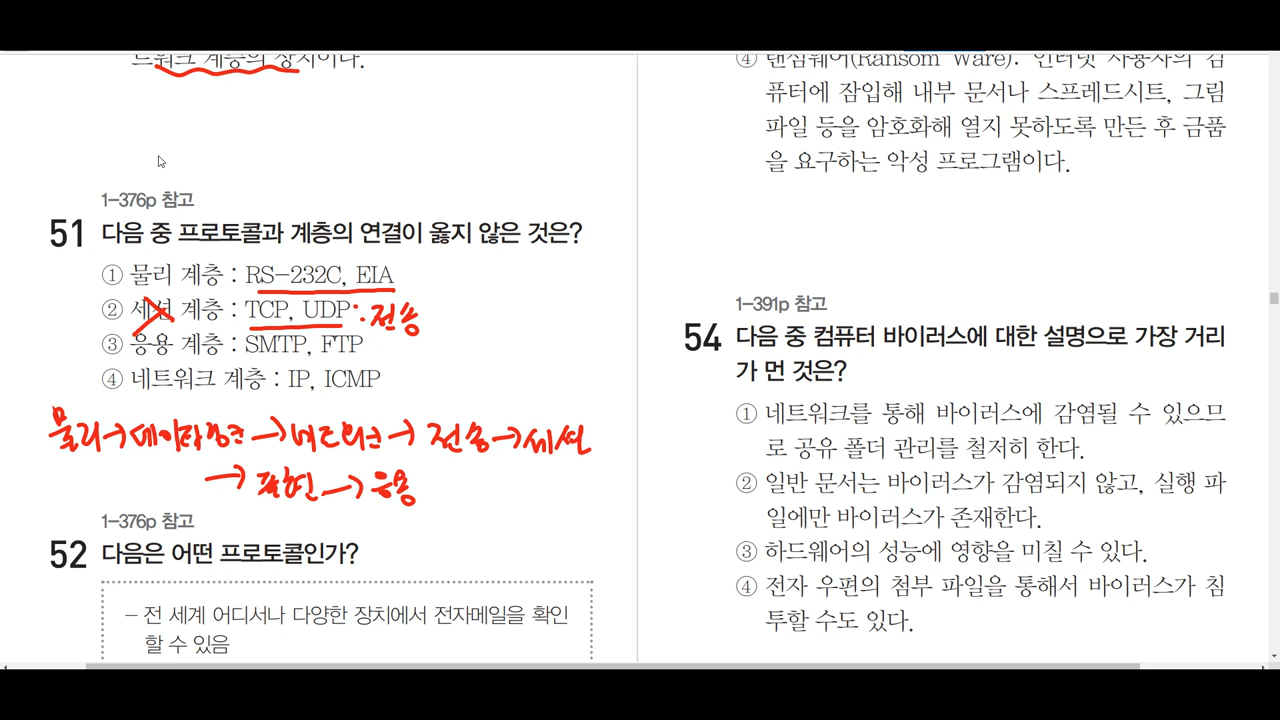 드워크 계층의 장치이다.
1-376p 참고
51 다음 중 프로토콜과 계층의 연결이 옳지 않은 것은?
① 물리 계층 : RS-232C, EIA
② 세션 계층 : TCP, UDP : 전송
③ 응용 계층 : SMTP, FTP
④ 네트워크 계층 : IP, ICMP
물리→데이타링크→네트워크→전송→세션
→표현→응용
1-376p 참고
52 다음은 어떤 프로토콜인가?
– 전 세계 어디서나 다양한 장치에서 전자메일을 확인
할 수 있음
④ 랜섬웨어(Ransom Ware): 인터넷 사용자의 컴
퓨터에 잠입해 내부 문서나 스프레드시트, 그림
파일 등을 암호화해 열지 못하도록 만든 후 금품
을 요구하는 악성 프로그램이다.
1-391p 참고
54 다음 중 컴퓨터 바이러스에 대한 설명으로 가장 거리
가 먼 것은?
① 네트워크를 통해 바이러스에 감염될 수 있으므
로 공유 폴더 관리를 철저히 한다.
② 일반 문서는 바이러스가 감염되지 않고, 실행 파
일에만 바이러스가 존재한다.
③ 하드웨어의 성능에 영향을 미칠 수 있다.
④ 전자 우편의 첨부 파일을 통해서 바이러스가 침
투할 수도 있다.